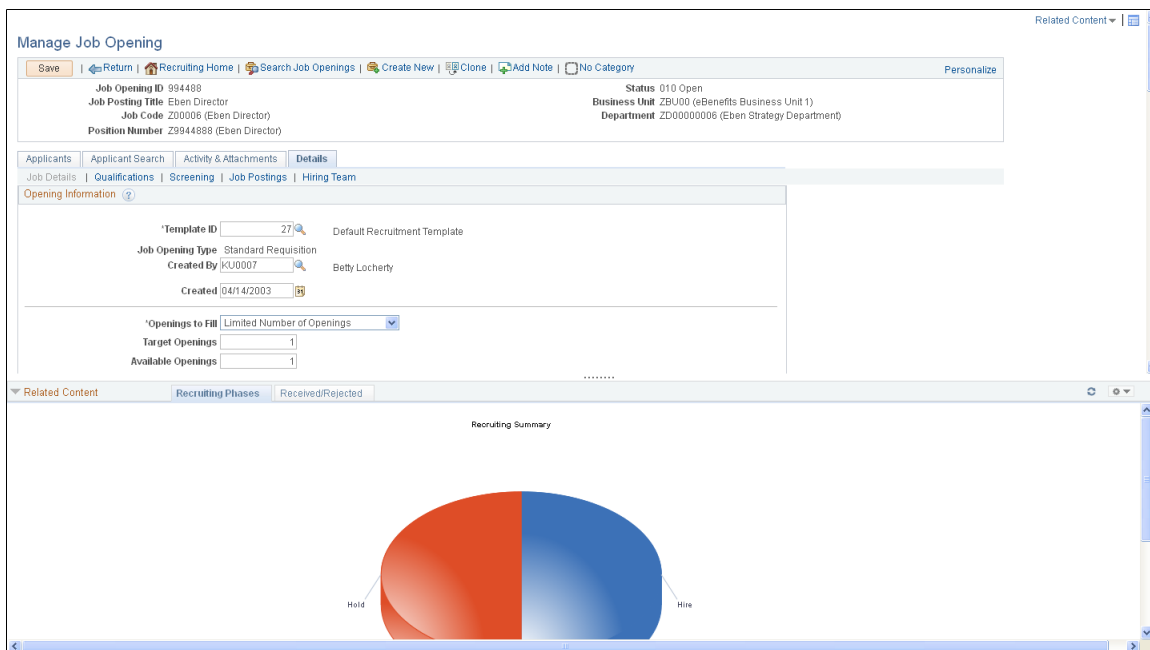 Related Content
Manage Job Opening
Save | Return | Recruiting Home | Search Job Openings | Create New | Clone | Add Note | No Category
Personalize
Job Opening ID 994488
Status 010 Open
Job Posting Title Eben Director
Business Unit ZBU00 (eBenefits Business Unit 1)
Job Code Z00006 (Eben Director)
Department ZD00000006 (Eben Strategy Department)
Position Number Z9944888 (Eben Director)
Applicants Applicant Search Activity & Attachments Details
Job Details | Qualifications | Screening | Job Postings | Hiring Team
Opening Information ?
*Template ID 27 Default Recruitment Template
Job Opening Type Standard Requisition
Created By KU0007 Betty Locherty
Created 04/14/2003 31
*Openings to Fill Limited Number of Openings
Target Openings 1
Available Openings 1
Related Content Recruiting Phases Received/Rejected
Recruiting Summary
Hold
Hire